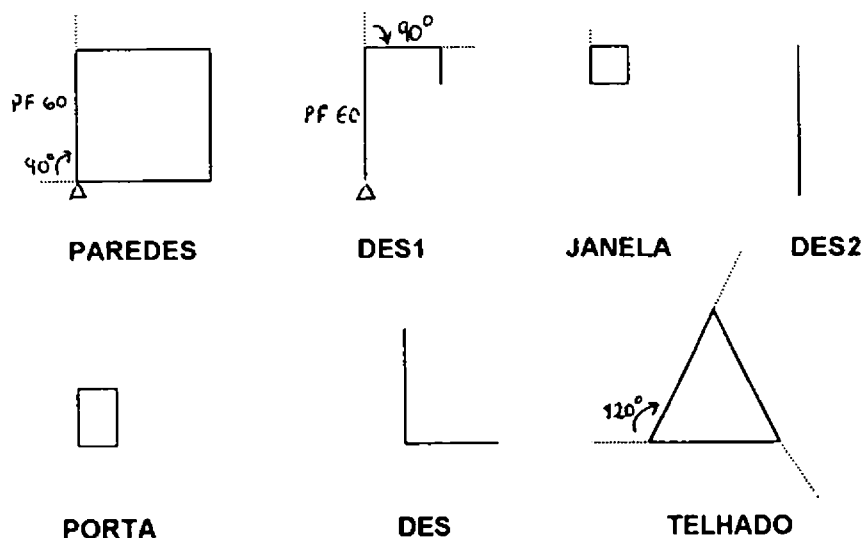 90°
PF 60
PF 60
90°
PAREDES DES1 JANELA DES2
120°
PORTA DES TELHADO